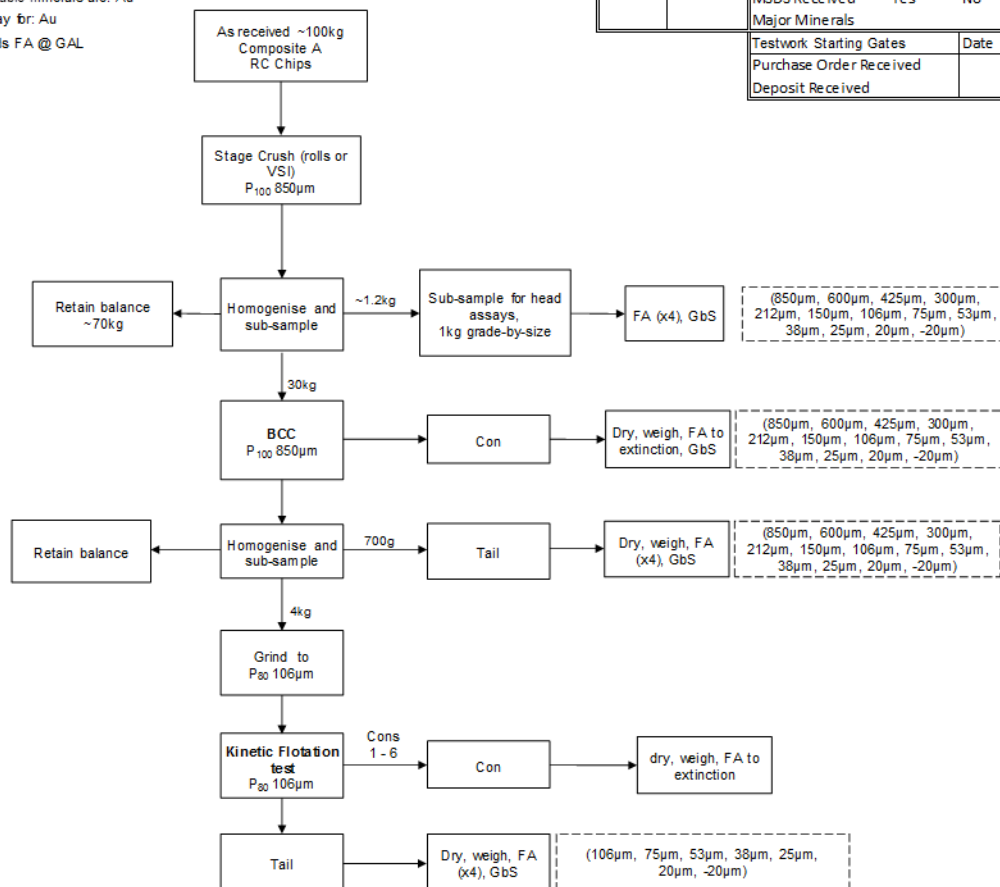 ay for: Au
FA @ GAL
Major Minerals
Testwork Starting Gates Date
Purchase Order Received
Deposit Received
As received ~100kg
Composite A
RC Chips
Stage Crush (rolls or
VSI)
P₁₀₀ 850µm
Retain balance
~70kg
Homogenise and
sub-sample
~1.2kg
Sub-sample for head
assays,
1kg grade-by-size
FA (x4), GbS
(850µm, 600µm, 425µm, 300µm,
212µm, 150µm, 106µm, 75µm, 53µm,
38µm, 25µm, 20µm, -20µm)
30kg
BCC
P₁₀₀ 850µm
Con
Dry, weigh, FA to
extinction, GbS
(850µm, 600µm, 425µm, 300µm,
212µm, 150µm, 106µm, 75µm, 53µm,
38µm, 25µm, 20µm, -20µm)
Retain balance
Homogenise and
sub-sample
700g
Tail
Dry, weigh, FA
(x4), GbS
(850µm, 600µm, 425µm, 300µm,
212µm, 150µm, 106µm, 75µm, 53µm,
38µm, 25µm, 20µm, -20µm)
4kg
Grind to
P₈₀ 106µm
Kinetic Flotation
test
P₈₀ 106µm
Cons
1 - 6
Con
dry, weigh, FA to
extinction
Tail
Dry, weigh, FA
(x4), GbS
(106µm, 75µm, 53µm, 38µm, 25µm,
20µm, -20µm)